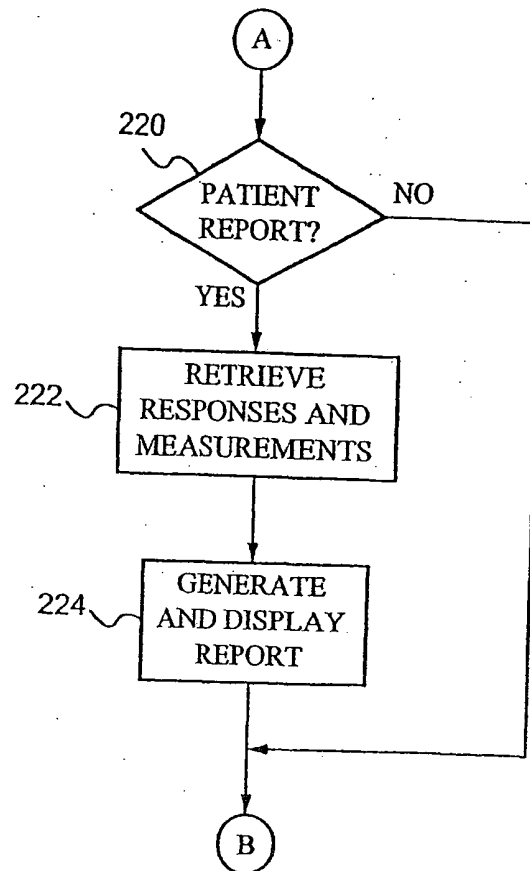 A
220
PATIENT
REPORT?
NO
YES
222
RETRIEVE
RESPONSES AND
MEASUREMENTS
224
GENERATE
AND DISPLAY
REPORT
B